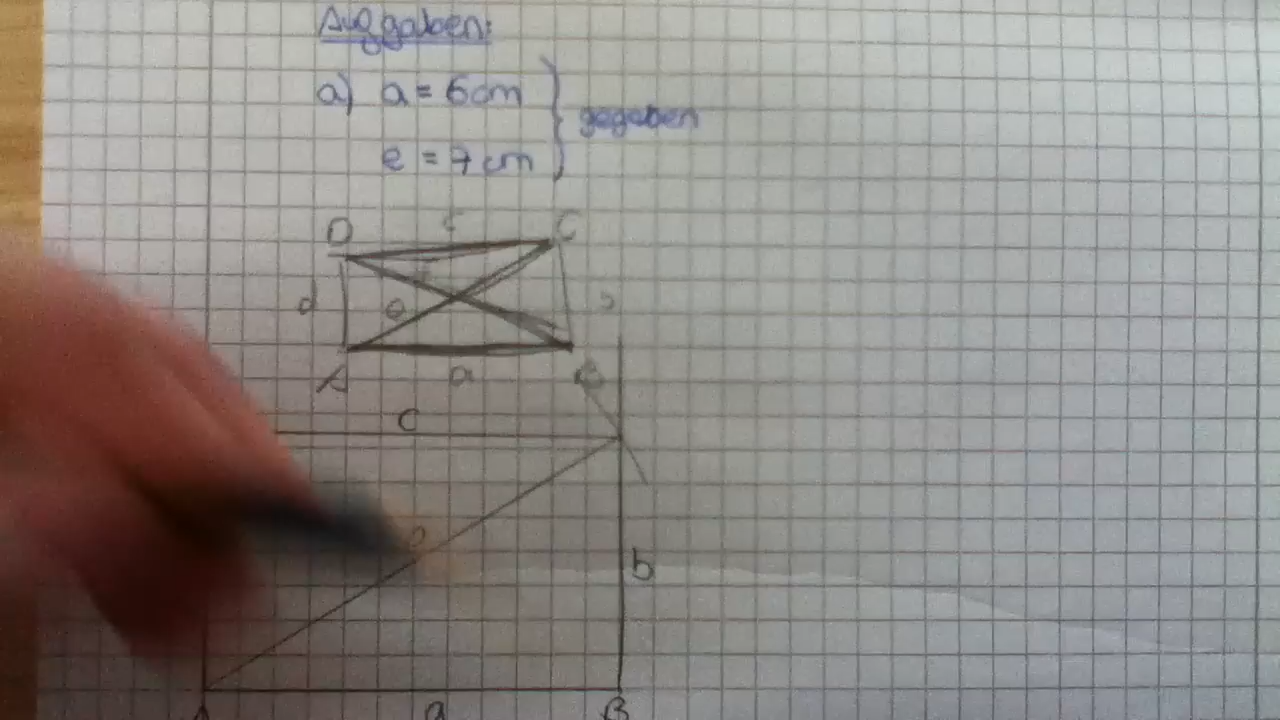 Aufgaben:
a) a = 6cm
gegeben
e = 7cm
D C
d e
A a B
c
e
b
A a B